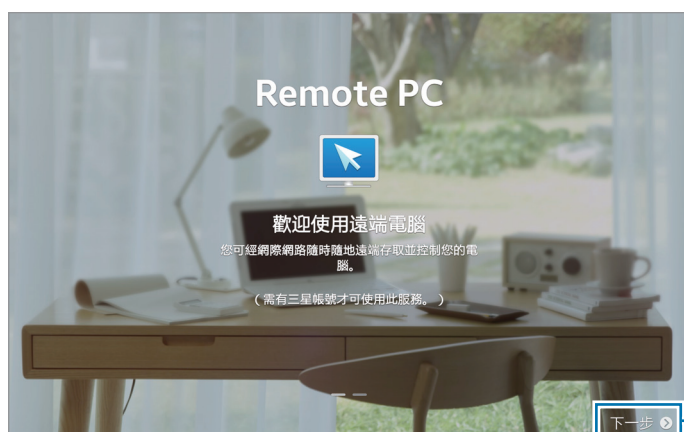 Remote PC
歡迎使用遠端電腦
您可經網際網路隨時隨地遠端存取並控制您的電
腦。
（需有三星帳號才可使用此服務。）
下一步